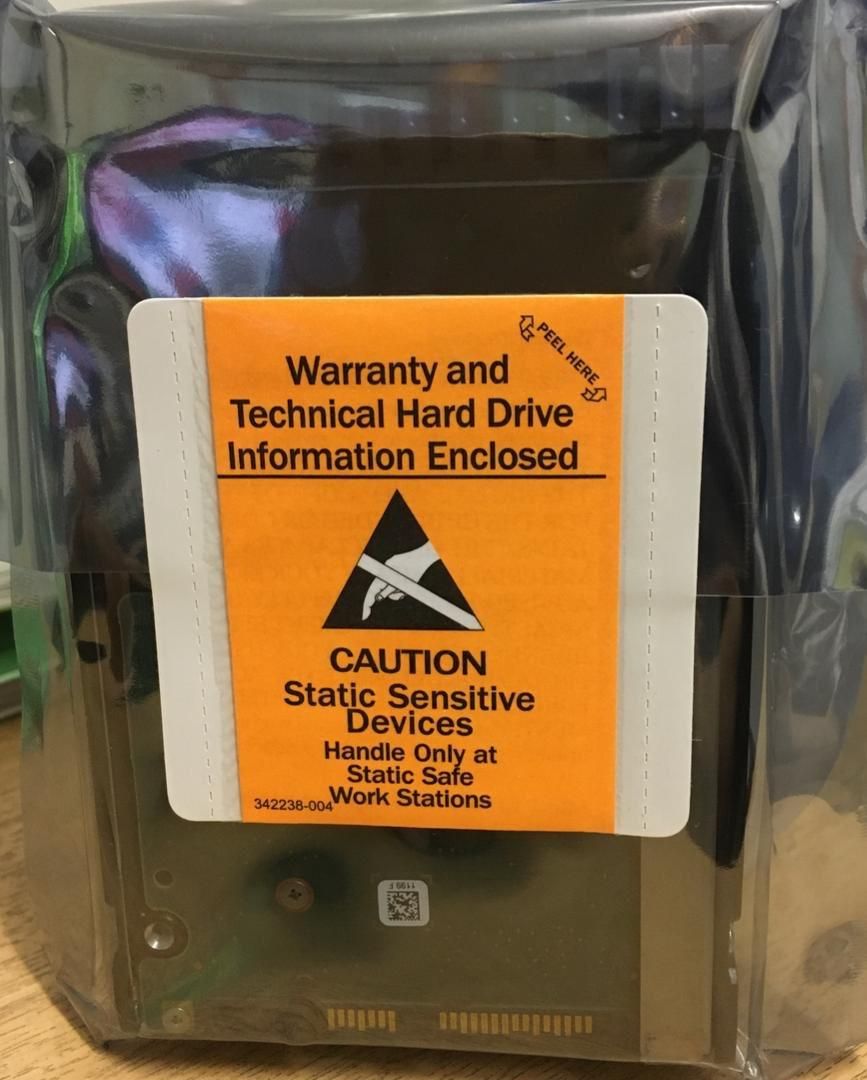 PEEL HERE
Warranty and
Technical Hard Drive
Information Enclosed
CAUTION
Static Sensitive
Devices
Handle Only at
Static Safe
Work Stations
342238-004
1199 F